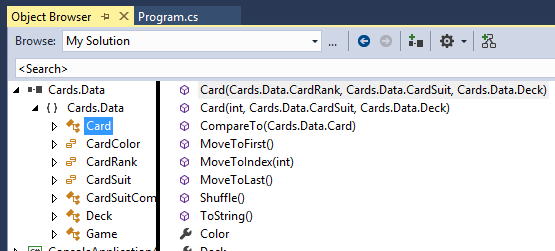 Object Browser
Program.cs
Browse: My Solution
...
<Search>
Cards.Data
{ } Cards.Data
Card
CardColor
CardRank
CardSuit
CardSuitCom
Deck
Game
Card(Cards.Data.CardRank, Cards.Data.CardSuit, Cards.Data.Deck)
Card(int, Cards.Data.CardSuit, Cards.Data.Deck)
CompareTo(Cards.Data.Card)
MoveToFirst()
MoveToIndex(int)
MoveToLast()
Shuffle()
ToString()
Color